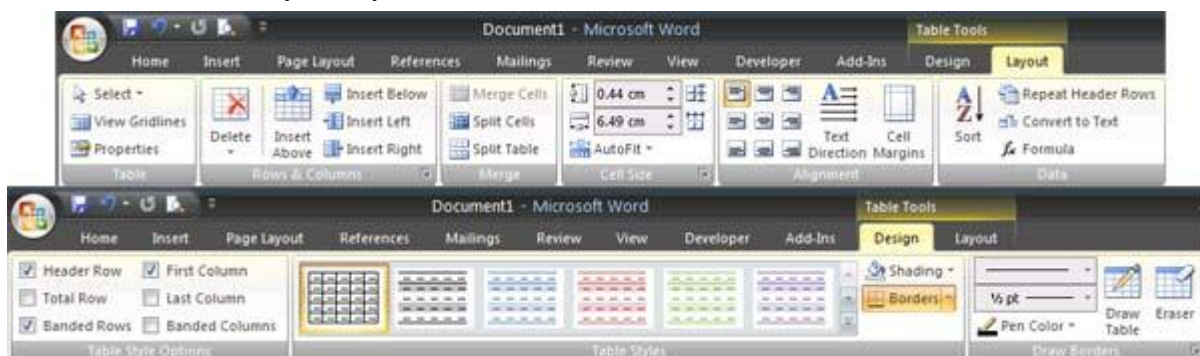 Document1 - Microsoft Word Table Tools
Home Insert Page Layout References Mailings Review View Developer Add-Ins Design Layout
Select Insert Below Merge Cells 0.44 cm Repeat Header Rows
View Gridlines Delete Insert Above Insert Left Split Cells 6.49 cm Text Direction Cell Margins Sort Convert to Text
Properties Insert Right Split Table AutoFit Formula
Table Rows & Columns Merge Cell Size Alignment Data
Document1 - Microsoft Word Table Tools
Home Insert Page Layout References Mailings Review View Developer Add-Ins Design Layout
Header Row First Column Shading
Total Row Last Column Borders ½ pt Draw Table Eraser
Banded Rows Banded Columns Pen Color
Table Style Options Table Styles Draw Borders